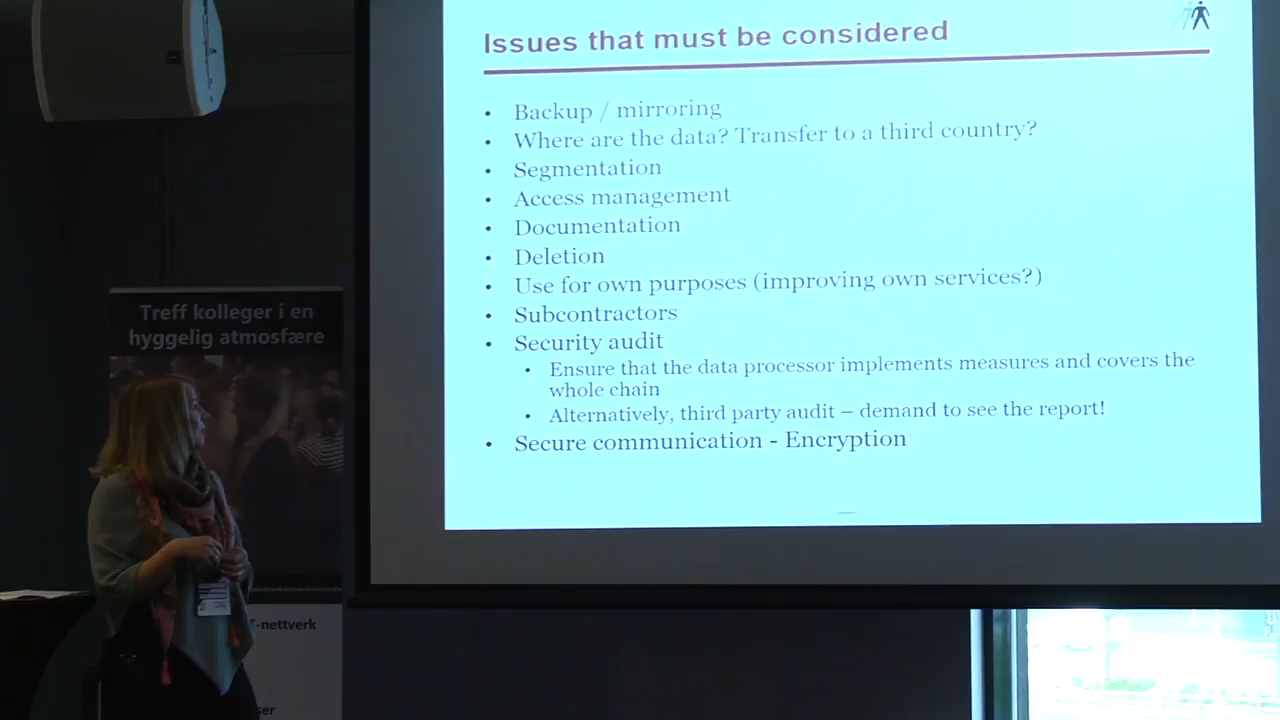 Issues that must be considered
• Backup / mirroring
• Where are the data? Transfer to a third country?
• Segmentation
• Access management
• Documentation
• Deletion
• Use for own purposes (improving own services?)
• Subcontractors
• Security audit
• Ensure that the data processor implements measures and covers the
whole chain
• Alternatively, third party audit – demand to see the report!
• Secure communication - Encryption
Treff kolleger i en
hyggelig atmosfære
T-nettverk
ser